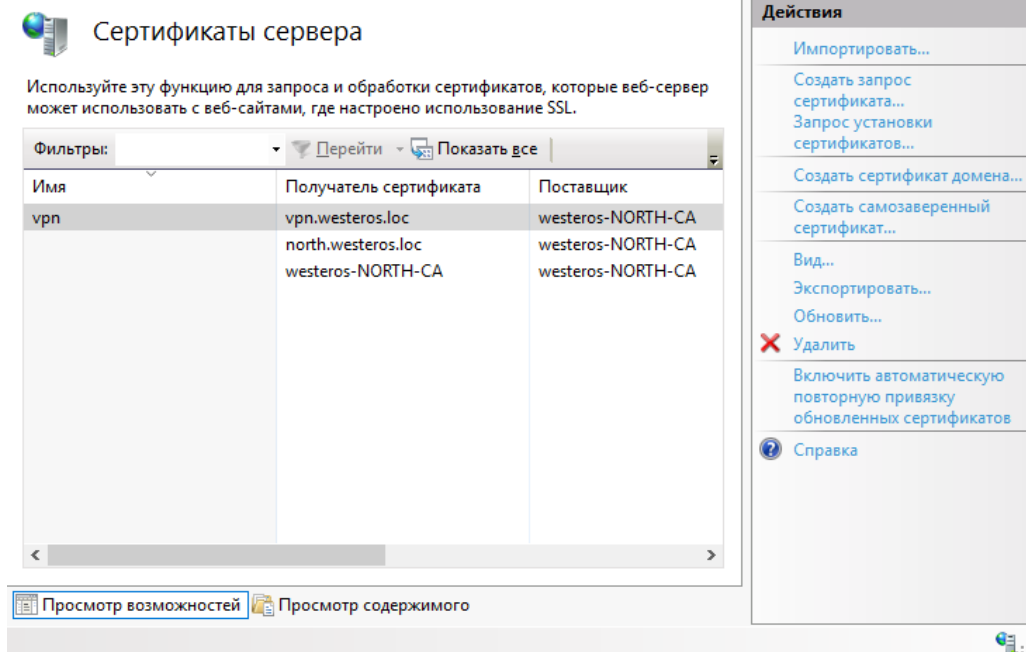 Сертификаты сервера
Используйте эту функцию для запроса и обработки сертификатов, которые веб-сервер
может использовать с веб-сайтами, где настроено использование SSL.
Фильтры: Перейти Показать все
Имя Получатель сертификата Поставщик
vpn vpn.westeros.loc westeros-NORTH-CA
north.westeros.loc westeros-NORTH-CA
westeros-NORTH-CA westeros-NORTH-CA
Просмотр возможностей Просмотр содержимого
Действия
Импортировать...
Создать запрос
сертификата...
Запрос установки
сертификатов...
Создать сертификат домена...
Создать самозаверенный
сертификат...
Вид...
Экспортировать...
Обновить...
Удалить
Включить автоматическую
повторную привязку
обновленных сертификатов
Справка